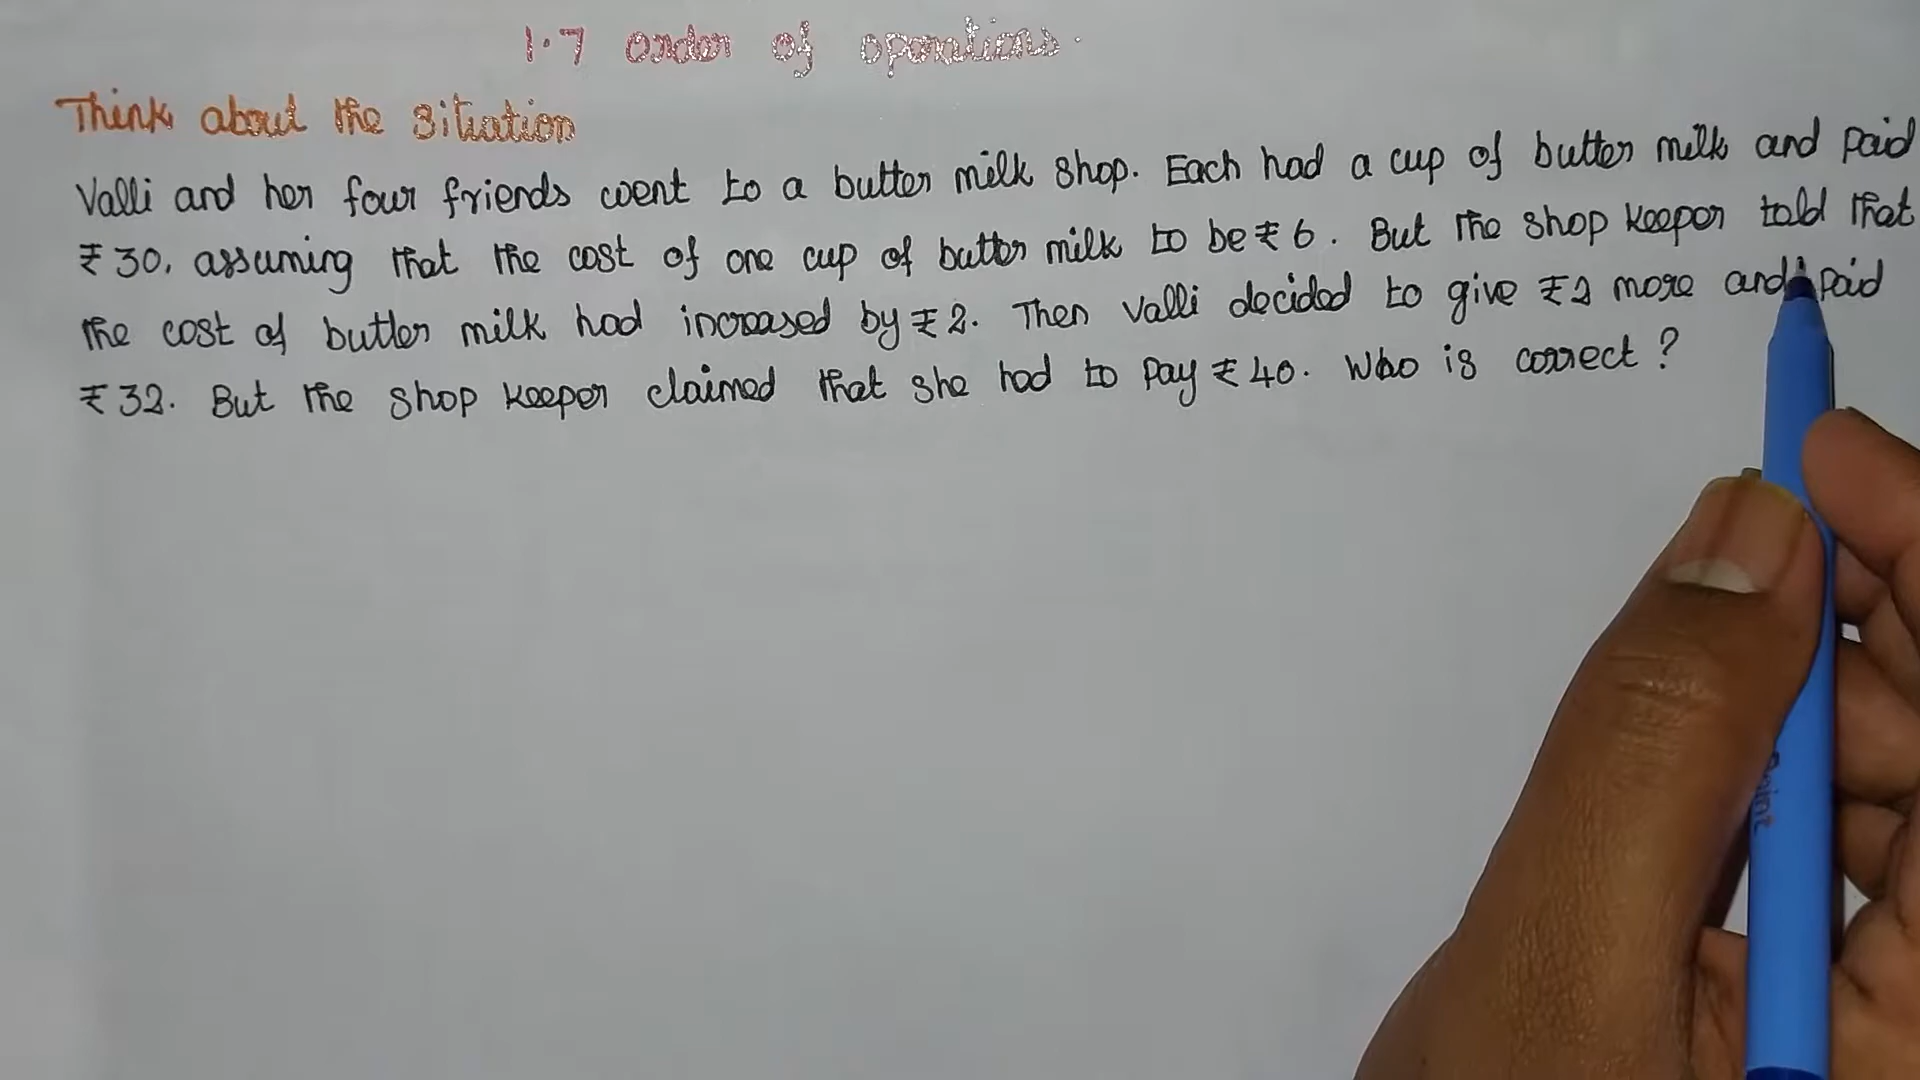 1.7 Order of operations.
Think about the Situation
Valli and her four friends went to a butter milk shop. Each had a cup of butter milk and paid
₹30, assuming that the cost of one cup of butter milk to be ₹6. But the shop keeper told that
the cost of butter milk had increased by ₹2. Then Valli decided to give ₹2 more and paid
₹32. But the shop keeper claimed that she had to pay ₹40. Who is correct?